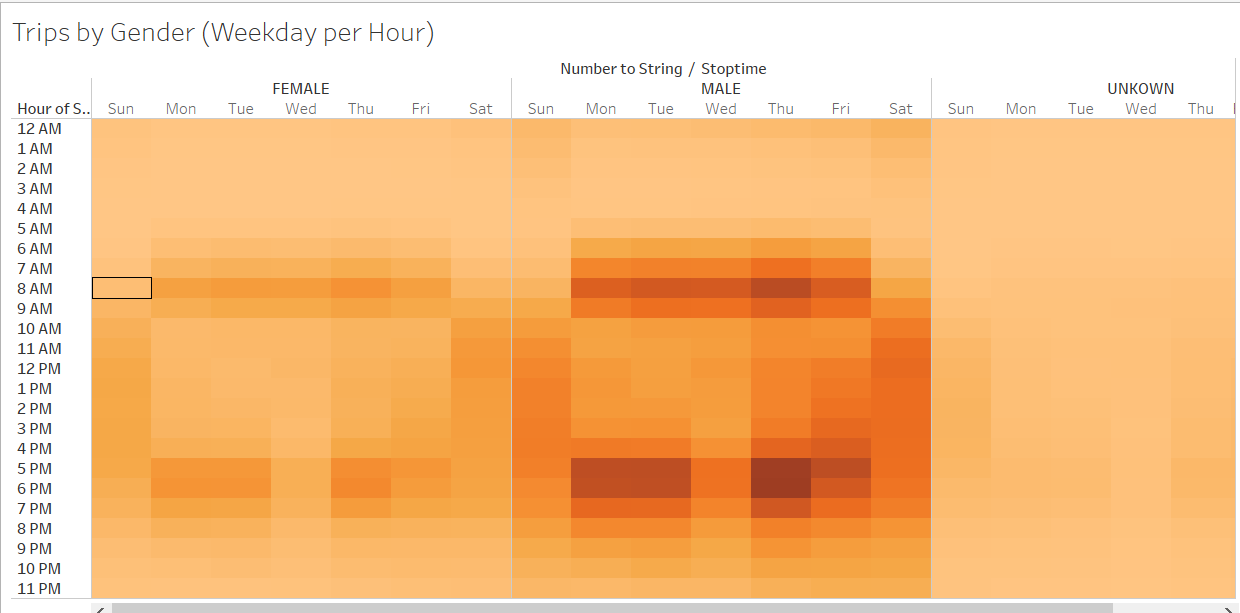 Trips by Gender (Weekday per Hour)
Number to String / Stoptime
FEMALE MALE UNKOWN
Hour of S.. Sun Mon Tue Wed Thu Fri Sat Sun Mon Tue Wed Thu Fri Sat Sun Mon Tue Wed Thu
12 AM
1 AM
2 AM
3 AM
4 AM
5 AM
6 AM
7 AM
8 AM
9 AM
10 AM
11 AM
12 PM
1 PM
2 PM
3 PM
4 PM
5 PM
6 PM
7 PM
8 PM
9 PM
10 PM
11 PM